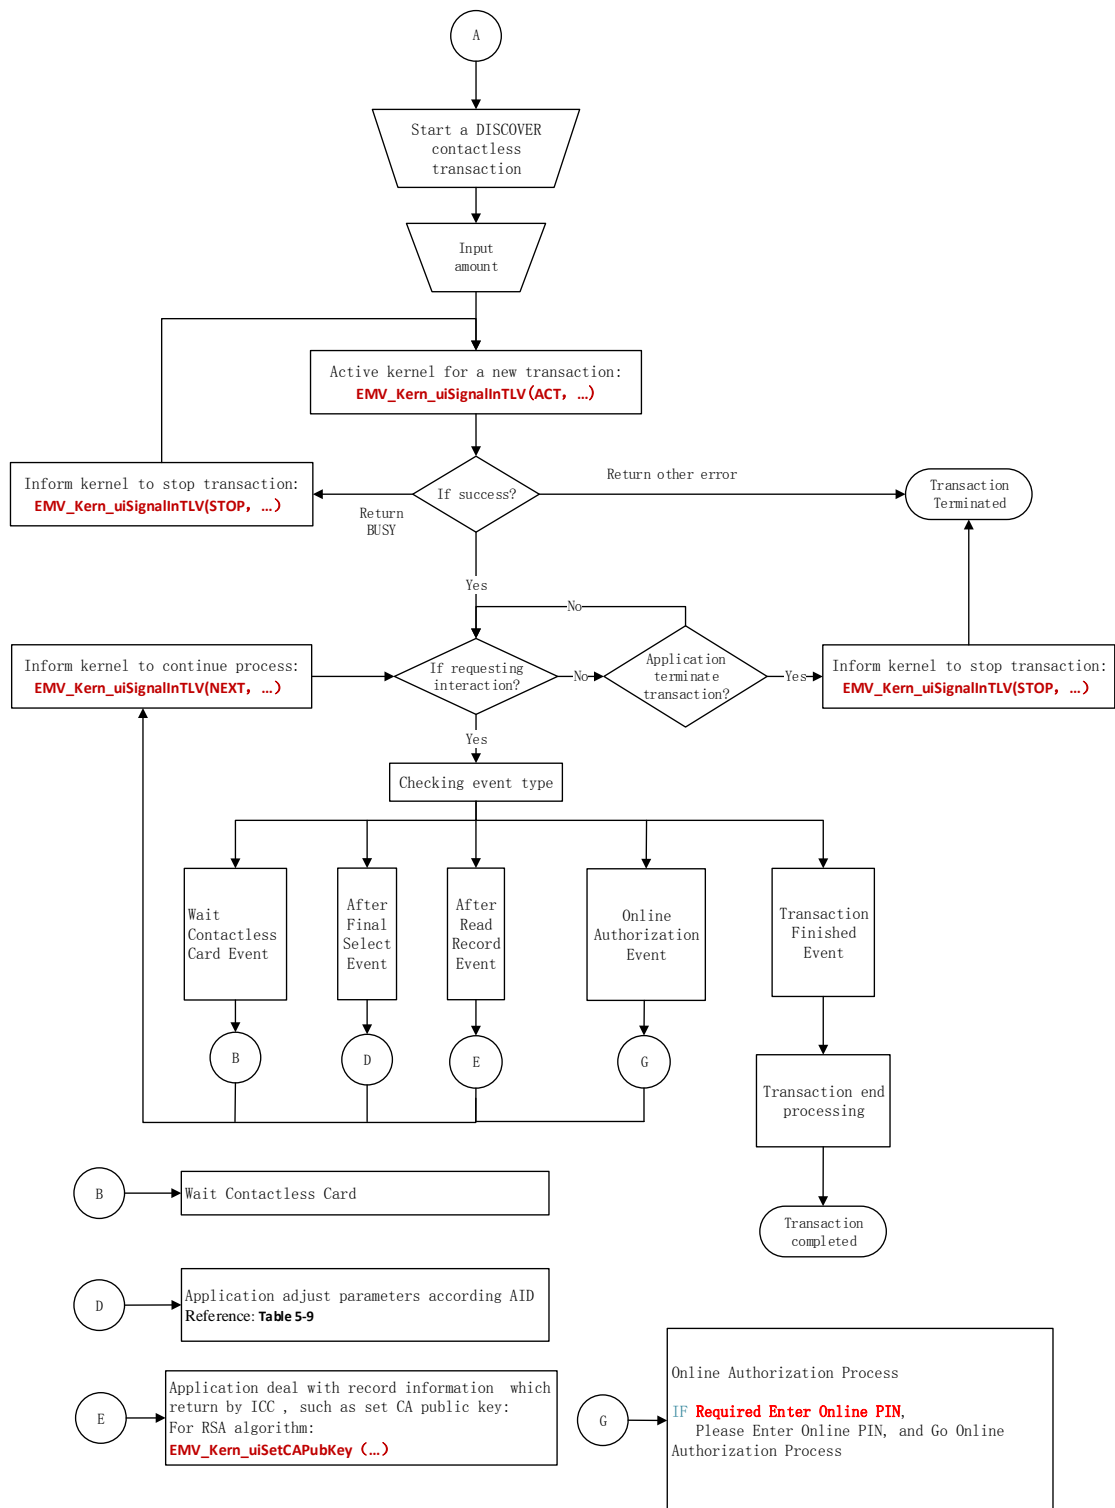 A
Start a DISCOVER
contactless
transaction
Input
amount
Active kernel for a new transaction:
EMV_Kern_uiSignalInTLV(ACT, …)
Inform kernel to stop transaction:
EMV_Kern_uiSignalInTLV(STOP, …)
Return
BUSY
If success?
Return other error
Transaction
Terminated
Yes
No
Inform kernel to continue process:
EMV_Kern_uiSignalInTLV(NEXT, …)
If requesting
interaction?
No
Application
terminate
transaction?
Yes
Inform kernel to stop transaction:
EMV_Kern_uiSignalInTLV(STOP, …)
Yes
Checking event type
Wait
Contactless
Card Event
After
Final
Select
Event
After
Read
Record
Event
Online
Authorization
Event
Transaction
Finished
Event
B
D
E
G
Transaction end
processing
Transaction
completed
B
Wait Contactless Card
D
Application adjust parameters according AID
Reference: Table 5-9
E
Application deal with record information which
return by ICC , such as set CA public key:
For RSA algorithm:
EMV_Kern_uiSetCAPubKey (…)
G
Online Authorization Process
IF Required Enter Online PIN,
Please Enter Online PIN, and Go Online
Authorization Process